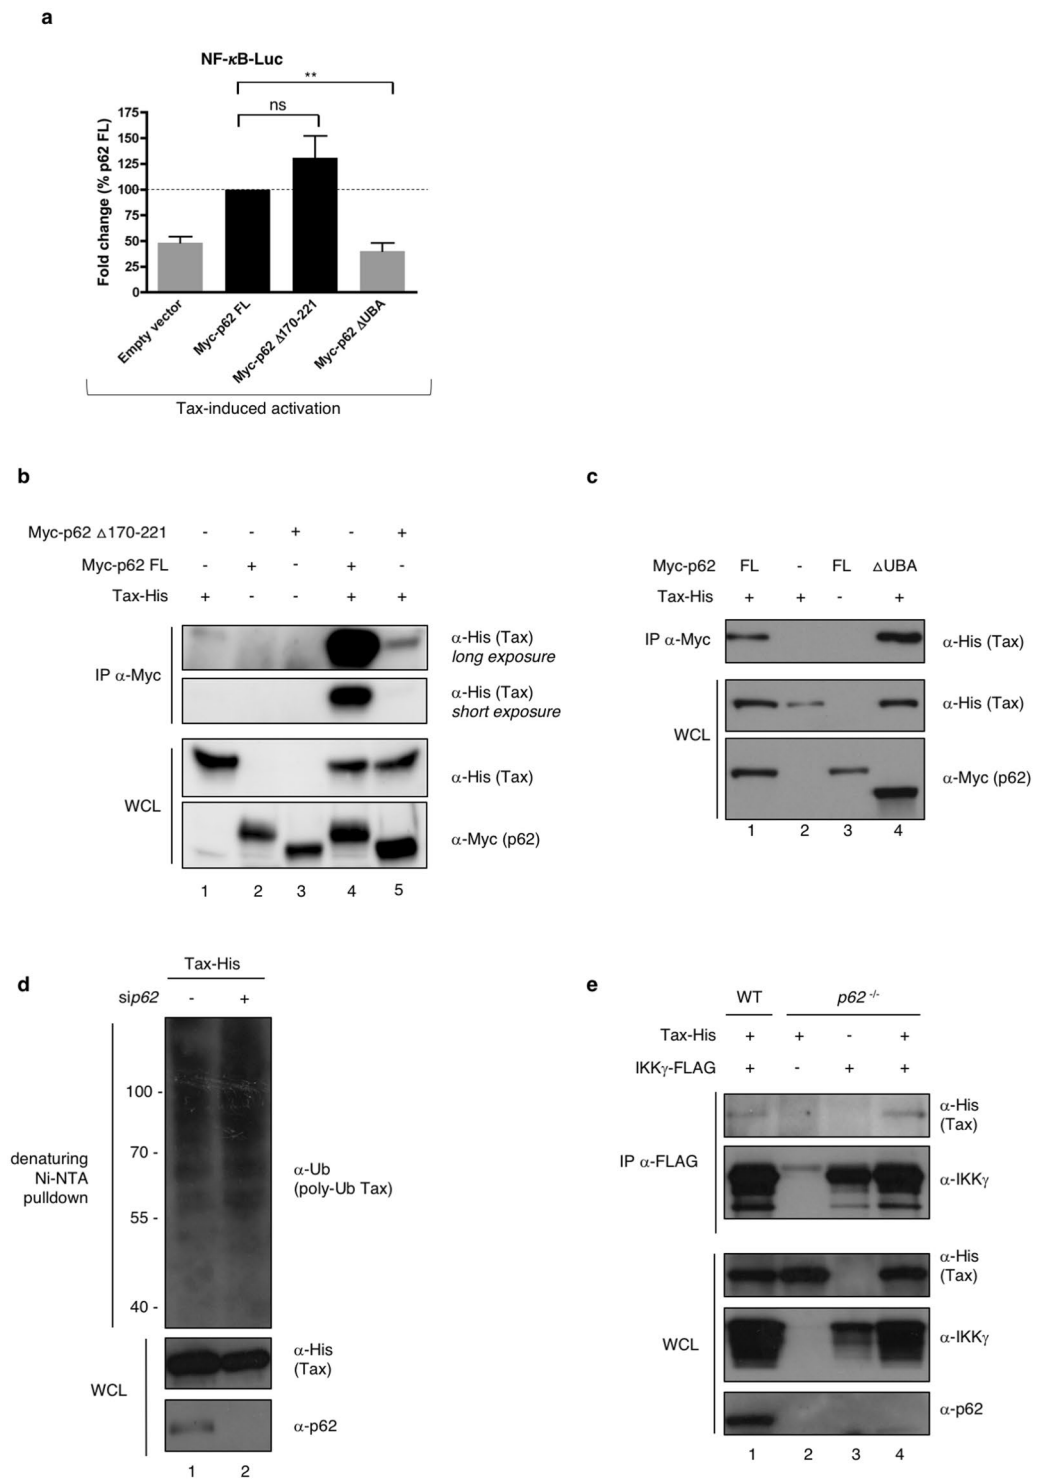 a
NF-κB-Luc
**
ns
Fold change (% p62 FL)
175
150
125
100
75
50
25
0
Empty vector
Myc-p62 FL
Myc-p62 Δ170-221
Myc-p62 ΔUBA
Tax-induced activation
b
Myc-p62 △170-221 - - + - +
Myc-p62 FL - + - + -
Tax-His + - - + +
IP α-Myc
α-His (Tax)
long exposure
α-His (Tax)
short exposure
WCL
α-His (Tax)
α-Myc (p62)
1 2 3 4 5
c
Myc-p62 FL - FL △UBA
Tax-His + + - +
IP α-Myc
α-His (Tax)
WCL
α-His (Tax)
α-Myc (p62)
1 2 3 4
d
Tax-His
sip62 - +
denaturing
Ni-NTA
pulldown
100 -
70 -
55 -
40 -
α-Ub
(poly-Ub Tax)
WCL
α-His
(Tax)
α-p62
1 2
e
WT p62 -/-
Tax-His + + - +
IKKγ-FLAG + - + +
IP α-FLAG
α-His
(Tax)
α-IKKγ
WCL
α-His
(Tax)
α-IKKγ
α-p62
1 2 3 4